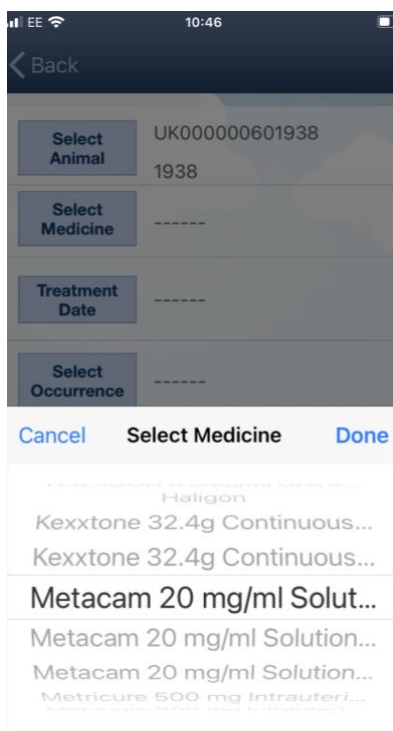 EE
10:46
Back
Select
Animal
UK000000601938
1938
Select
Medicine
------
Treatment
Date
------
Select
Occurrence
------
Cancel Select Medicine Done
Haligon
Kexxtone 32.4g Continuous...
Kexxtone 32.4g Continuous...
Metacam 20 mg/ml Solut...
Metacam 20 mg/ml Solution...
Metacam 20 mg/ml Solution...
Metricure 500 mg Intrauteri...